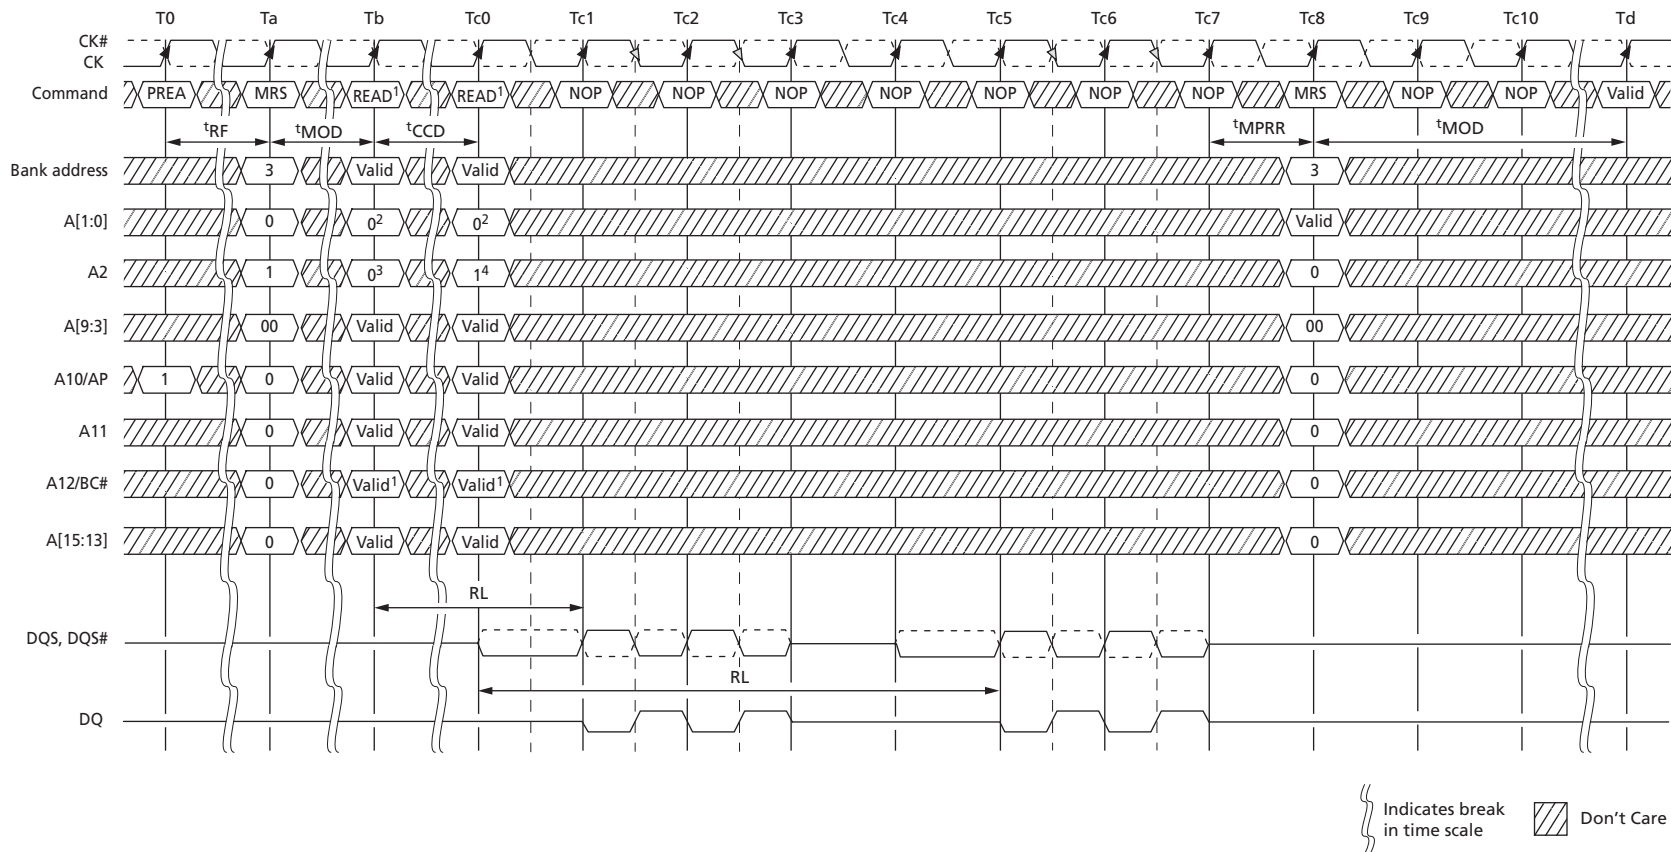 T0 Ta Tb Tc0 Tc1 Tc2 Tc3 Tc4 Tc5 Tc6 Tc7 Tc8 Tc9 Tc10 Td
CK#
CK
Command PREA MRS READ¹ READ¹ NOP NOP NOP NOP NOP NOP NOP MRS NOP NOP Valid
tRF tMOD tCCD tMPRR tMOD
Bank address 3 Valid Valid 3
A[1:0] 0 0² 0² Valid
A2 1 0³ 1⁴ 0
A[9:3] 00 Valid Valid 00
A10/AP 1 0 Valid Valid 0
A11 0 Valid Valid 0
A12/BC# 0 Valid¹ Valid¹ 0
A[15:13] 0 Valid Valid 0
RL
DQS, DQS#
RL
DQ
Indicates break
in time scale
Don't Care